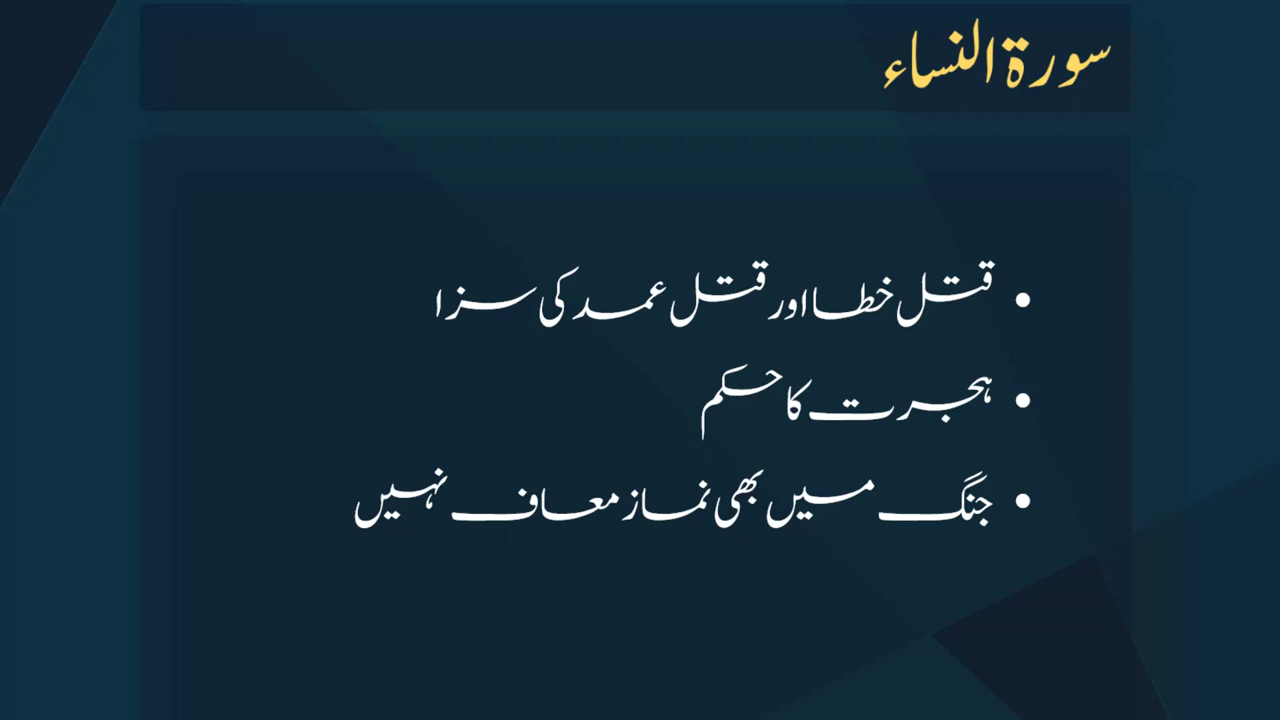 سورۃ النساء
• قتل خطا اور قتل عمد کی سزا
• ہجرت کا حکم
• جنگ میں بھی نماز معاف نہیں